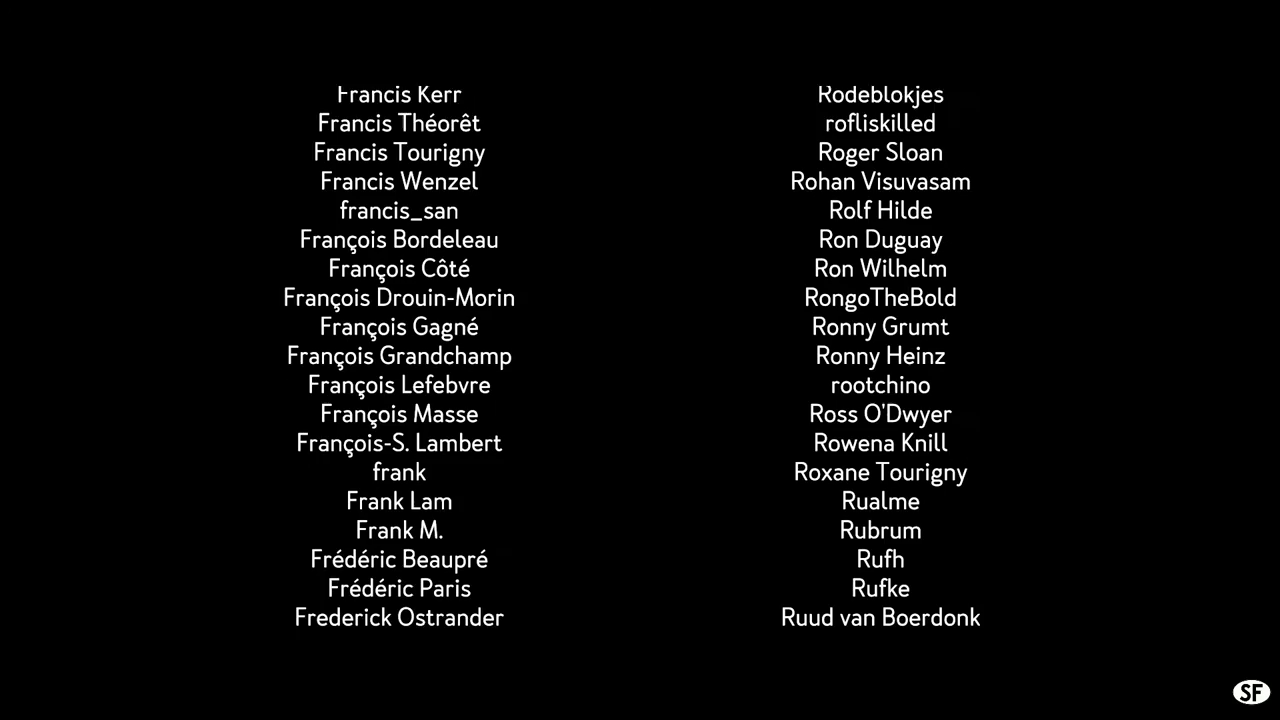 Francis Kerr
Francis Théorêt
Francis Tourigny
Francis Wenzel
francis_san
François Bordeleau
François Côté
François Drouin-Morin
François Gagné
François Grandchamp
François Lefebvre
François Masse
François-S. Lambert
frank
Frank Lam
Frank M.
Frédéric Beaupré
Frédéric Paris
Frederick Ostrander
Rodeblokjes
rofliskilled
Roger Sloan
Rohan Visuvasam
Rolf Hilde
Ron Duguay
Ron Wilhelm
RongoTheBold
Ronny Grumt
Ronny Heinz
rootchino
Ross O'Dwyer
Rowena Knill
Roxane Tourigny
Rualme
Rubrum
Rufh
Rufke
Ruud van Boerdonk
SF